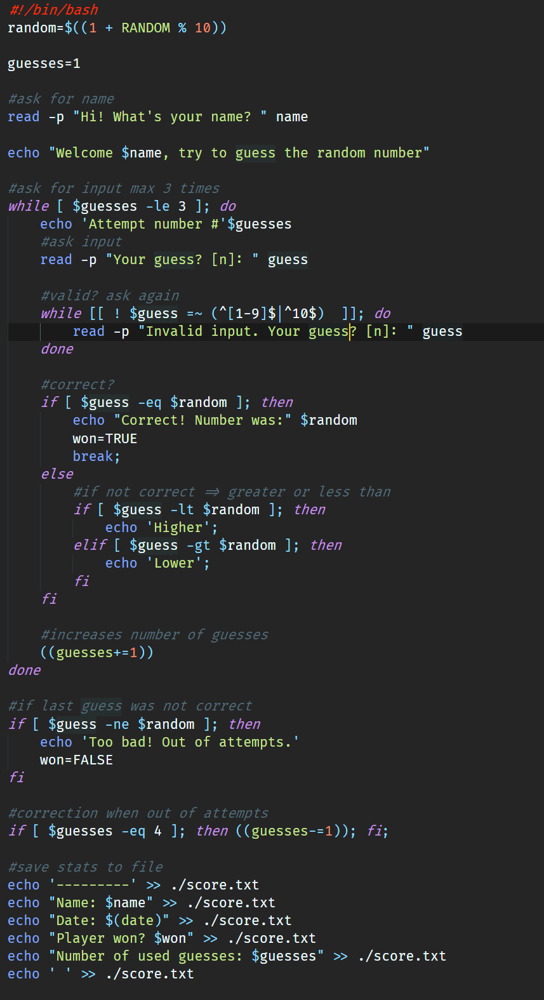 #!/bin/bash
random=$((1 + RANDOM % 10))
guesses=1
#ask for name
read -p "Hi! What's your name? " name
echo "Welcome $name, try to guess the random number"
#ask for input max 3 times
while [ $guesses -le 3 ]; do
echo 'Attempt number #'$guesses
#ask input
read -p "Your guess? [n]: " guess
#valid? ask again
while [[ ! $guess =~ (^[1-9]$|^10$)  ]]; do
read -p "Invalid input. Your guess? [n]: " guess
done
#correct?
if [ $guess -eq $random ]; then
echo "Correct! Number was:" $random
won=TRUE
break;
else
#if not correct => greater or less than
if [ $guess -lt $random ]; then
echo 'Higher';
elif [ $guess -gt $random ]; then
echo 'Lower';
fi
fi
#increases number of guesses
((guesses+=1))
done
#if last guess was not correct
if [ $guess -ne $random ]; then
echo 'Too bad! Out of attempts.'
won=FALSE
fi
#correction when out of attempts
if [ $guesses -eq 4 ]; then ((guesses-=1)); fi;
#save stats to file
echo '---------' >> ./score.txt
echo "Name: $name" >> ./score.txt
echo "Date: $(date)" >> ./score.txt
echo "Player won? $won" >> ./score.txt
echo "Number of used guesses: $guesses" >> ./score.txt
echo ' ' >> ./score.txt